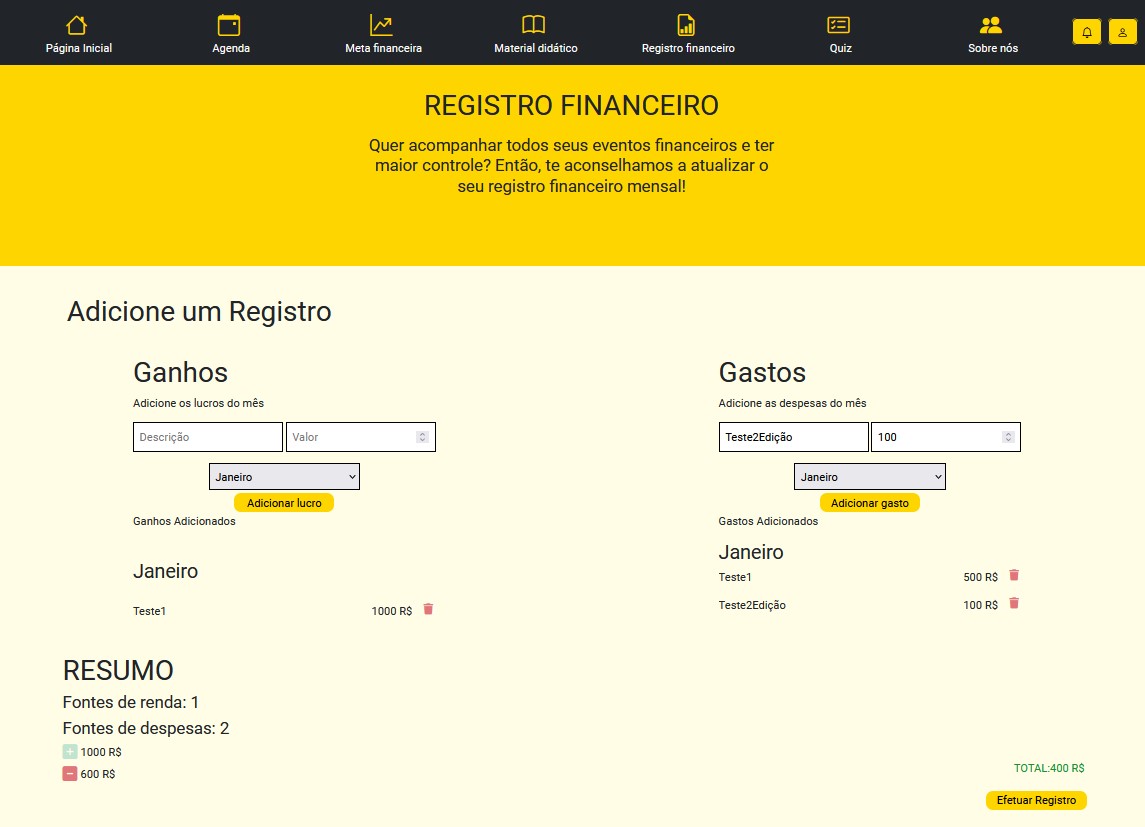 Página Inicial
Agenda
Meta financeira
Material didático
Registro financeiro
Quiz
Sobre nós
REGISTRO FINANCEIRO
Quer acompanhar todos seus eventos financeiros e ter
maior controle? Então, te aconselhamos a atualizar o
seu registro financeiro mensal!
Adicione um Registro
Ganhos
Adicione os lucros do mês
Descrição
Valor
Janeiro
Adicionar lucro
Ganhos Adicionados
Janeiro
Teste1 1000 R$
Gastos
Adicione as despesas do mês
Teste2Edição
100
Janeiro
Adicionar gasto
Gastos Adicionados
Janeiro
Teste1 500 R$
Teste2Edição 100 R$
RESUMO
Fontes de renda: 1
Fontes de despesas: 2
1000 R$
600 R$
TOTAL:400 R$
Efetuar Registro